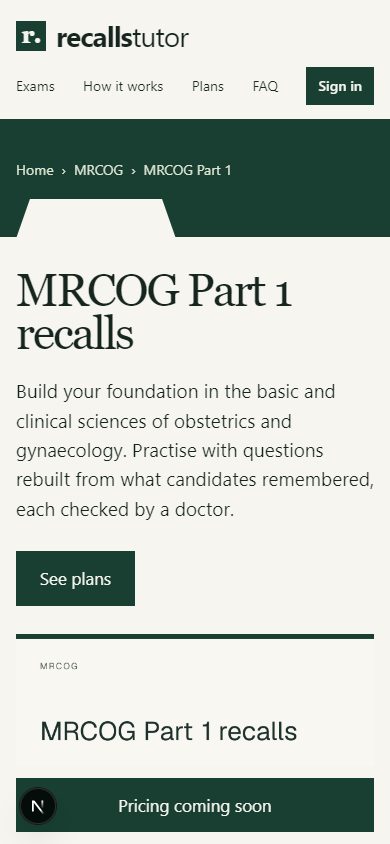 r. recallstutor
Exams How it works Plans FAQ Sign in
Home › MRCOG › MRCOG Part 1
MRCOG Part 1
recalls
Build your foundation in the basic and
clinical sciences of obstetrics and
gynaecology. Practise with questions
rebuilt from what candidates remembered,
each checked by a doctor.
See plans
MRCOG
MRCOG Part 1 recalls
N Pricing coming soon